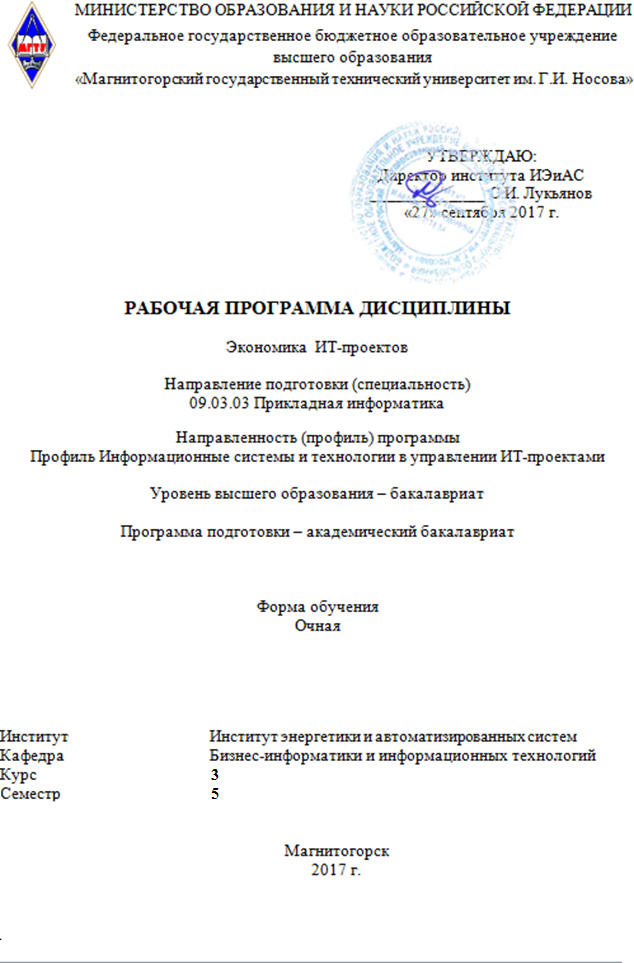 МИНИСТЕРСТВО ОБРАЗОВАНИЯ И НАУКИ РОССИЙСКОЙ ФЕДЕРАЦИИ
Федеральное государственное бюджетное образовательное учреждение
высшего образования
«Магнитогорский государственный технический университет им. Г.И. Носова»
МГТУ
УТВЕРЖДАЮ:
Директор института ИЭиАС
С.И. Лукьянов
«27» сентября 2017 г.
РАБОЧАЯ ПРОГРАММА ДИСЦИПЛИНЫ
Экономика ИТ-проектов
Направление подготовки (специальность)
09.03.03 Прикладная информатика
Направленность (профиль) программы
Профиль Информационные системы и технологии в управлении ИТ-проектами
Уровень высшего образования – бакалавриат
Программа подготовки – академический бакалавриат
Форма обучения
Очная
Институт Институт энергетики и автоматизированных систем
Кафедра Бизнес-информатики и информационных технологий
Курс 3
Семестр 5
Магнитогорск
2017 г.